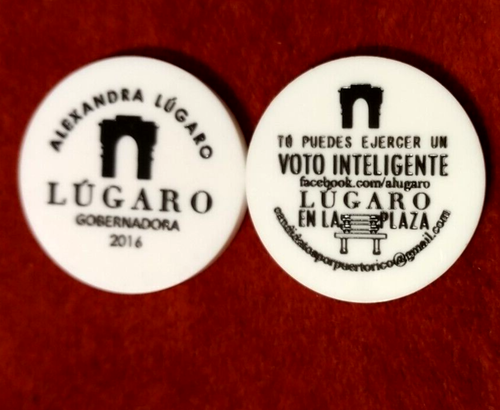 ALEXANDRA LÚGARO
LÚGARO
GOBERNADORA
2016
TÚ PUEDES EJERCER UN
VOTO INTELIGENTE
facebook.com/alugaro
LÚGARO
EN LA PLAZA